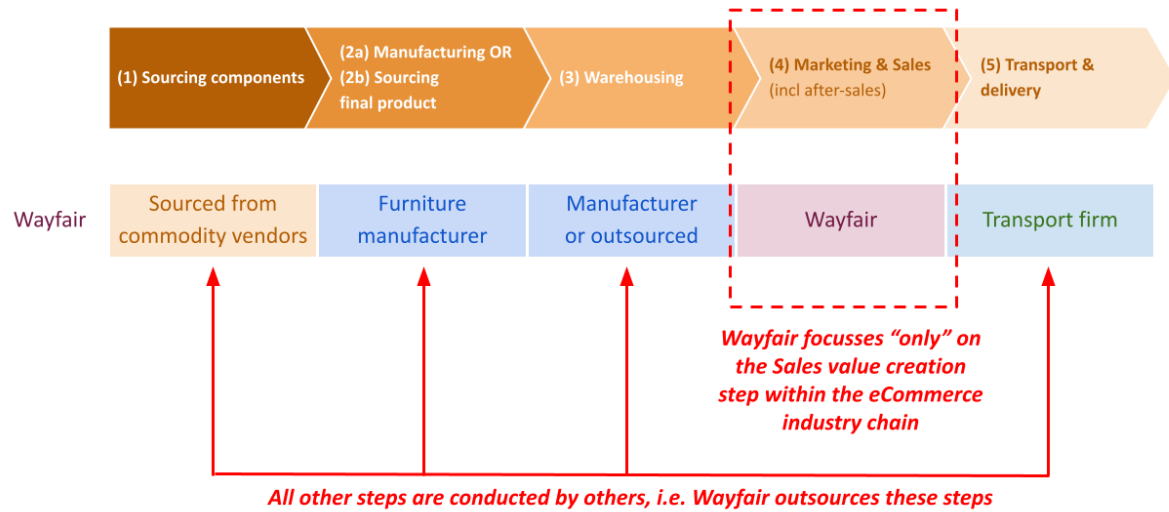 (1) Sourcing components
(2a) Manufacturing OR
(2b) Sourcing
final product
(3) Warehousing
(4) Marketing & Sales
(incl after-sales)
(5) Transport &
delivery
Wayfair
Sourced from
commodity vendors
Furniture
manufacturer
Manufacturer
or outsourced
Wayfair
Transport firm
Wayfair focusses “only” on
the Sales value creation
step within the eCommerce
industry chain
All other steps are conducted by others, i.e. Wayfair outsources these steps